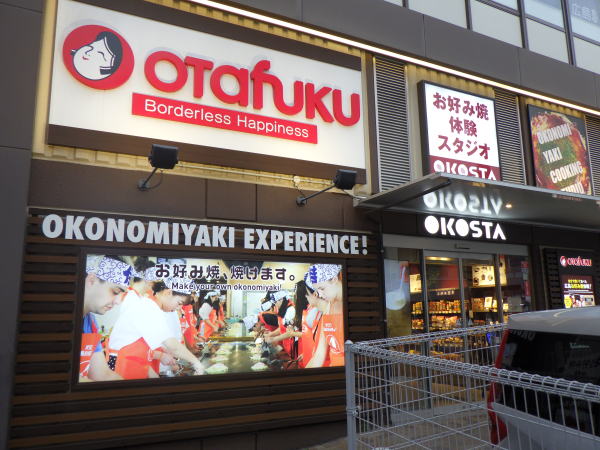 OTAFUKU
Borderless Happiness
お好み焼
体験
スタジオ
OKOSTA
OKONOMI
YAKI
COOKING
OKOSTA
OKONOMIYAKI EXPERIENCE!
お好み焼、焼けます。
Make your own okonomiyaki!
OTAFUKU